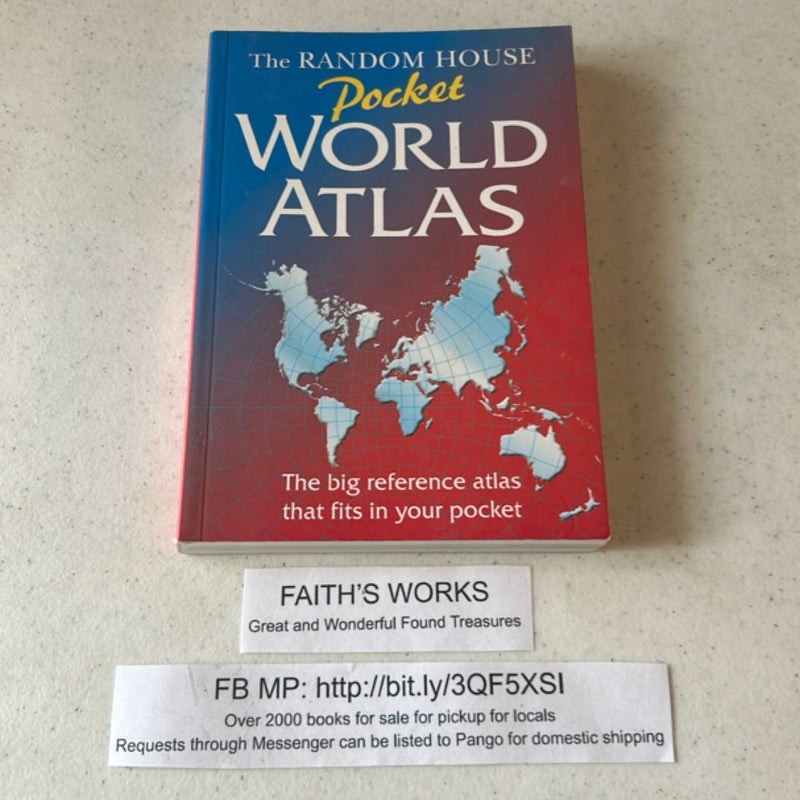 The RANDOM HOUSE
Pocket
WORLD
ATLAS
The big reference atlas
that fits in your pocket
FAITH'S WORKS
Great and Wonderful Found Treasures
FB MP: http://bit.ly/3QF5XSI
Over 2000 books for sale for pickup for locals
Requests through Messenger can be listed to Pango for domestic shipping